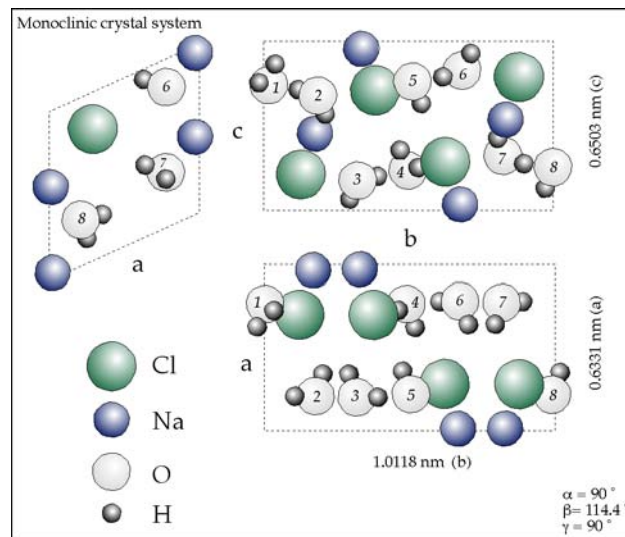 Monoclinic crystal system
6
7
8
a
c
1
2
5
6
3
4
7
8
b
0.6503 nm (c)
1
4
6
7
2
3
5
8
a
0.6331 nm (a)
1.0118 nm (b)
Cl
Na
O
H
α = 90 °
β= 114.4 °
γ = 90 °